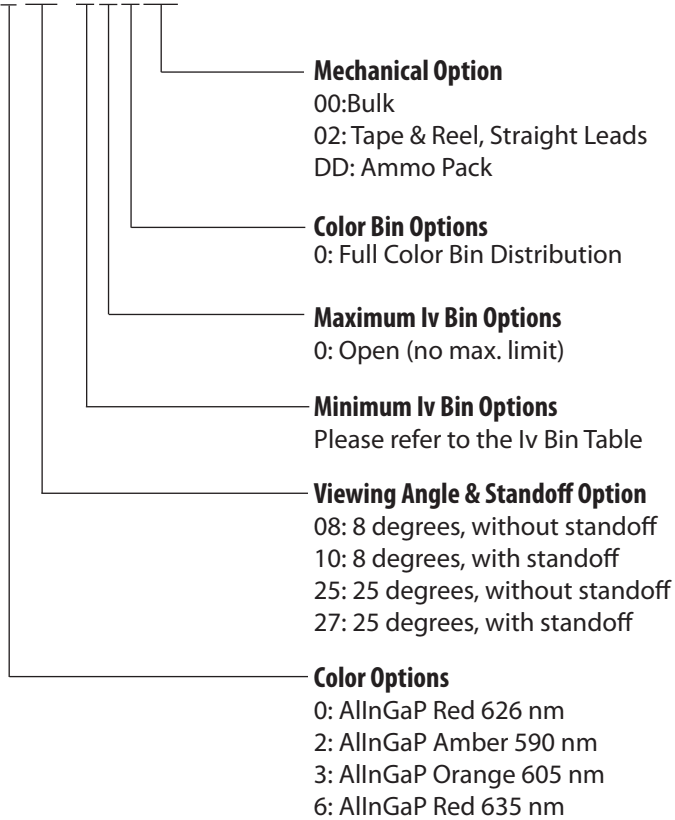 Mechanical Option
00:Bulk
02: Tape & Reel, Straight Leads
DD: Ammo Pack
Color Bin Options
0: Full Color Bin Distribution
Maximum Iv Bin Options
0: Open (no max. limit)
Minimum Iv Bin Options
Please refer to the Iv Bin Table
Viewing Angle & Standoff Option
08: 8 degrees, without standoff
10: 8 degrees, with standoff
25: 25 degrees, without standoff
27: 25 degrees, with standoff
Color Options
0: AlInGaP Red 626 nm
2: AlInGaP Amber 590 nm
3: AlInGaP Orange 605 nm
6: AlInGaP Red 635 nm